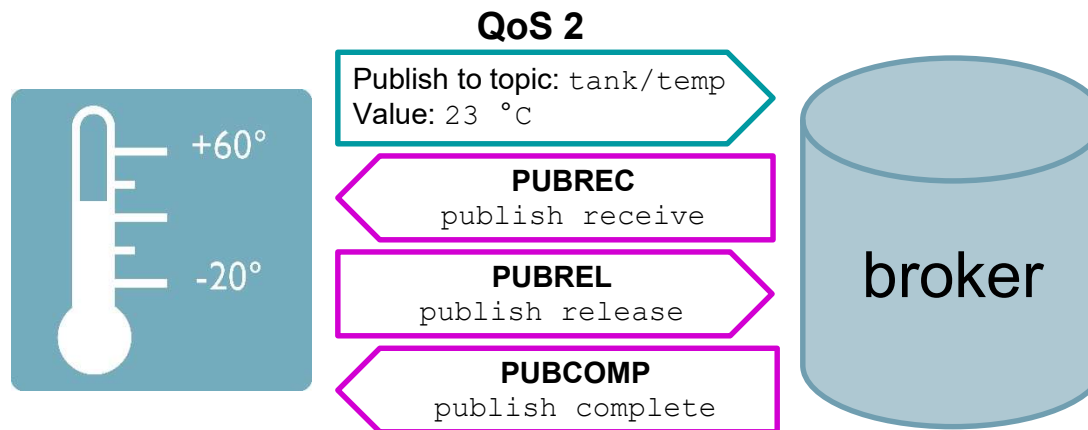 QoS 2
Publish to topic: tank/temp
Value: 23 °C
+60°
-20°
PUBREC
publish receive
PUBREL
publish release
PUBCOMP
publish complete
broker